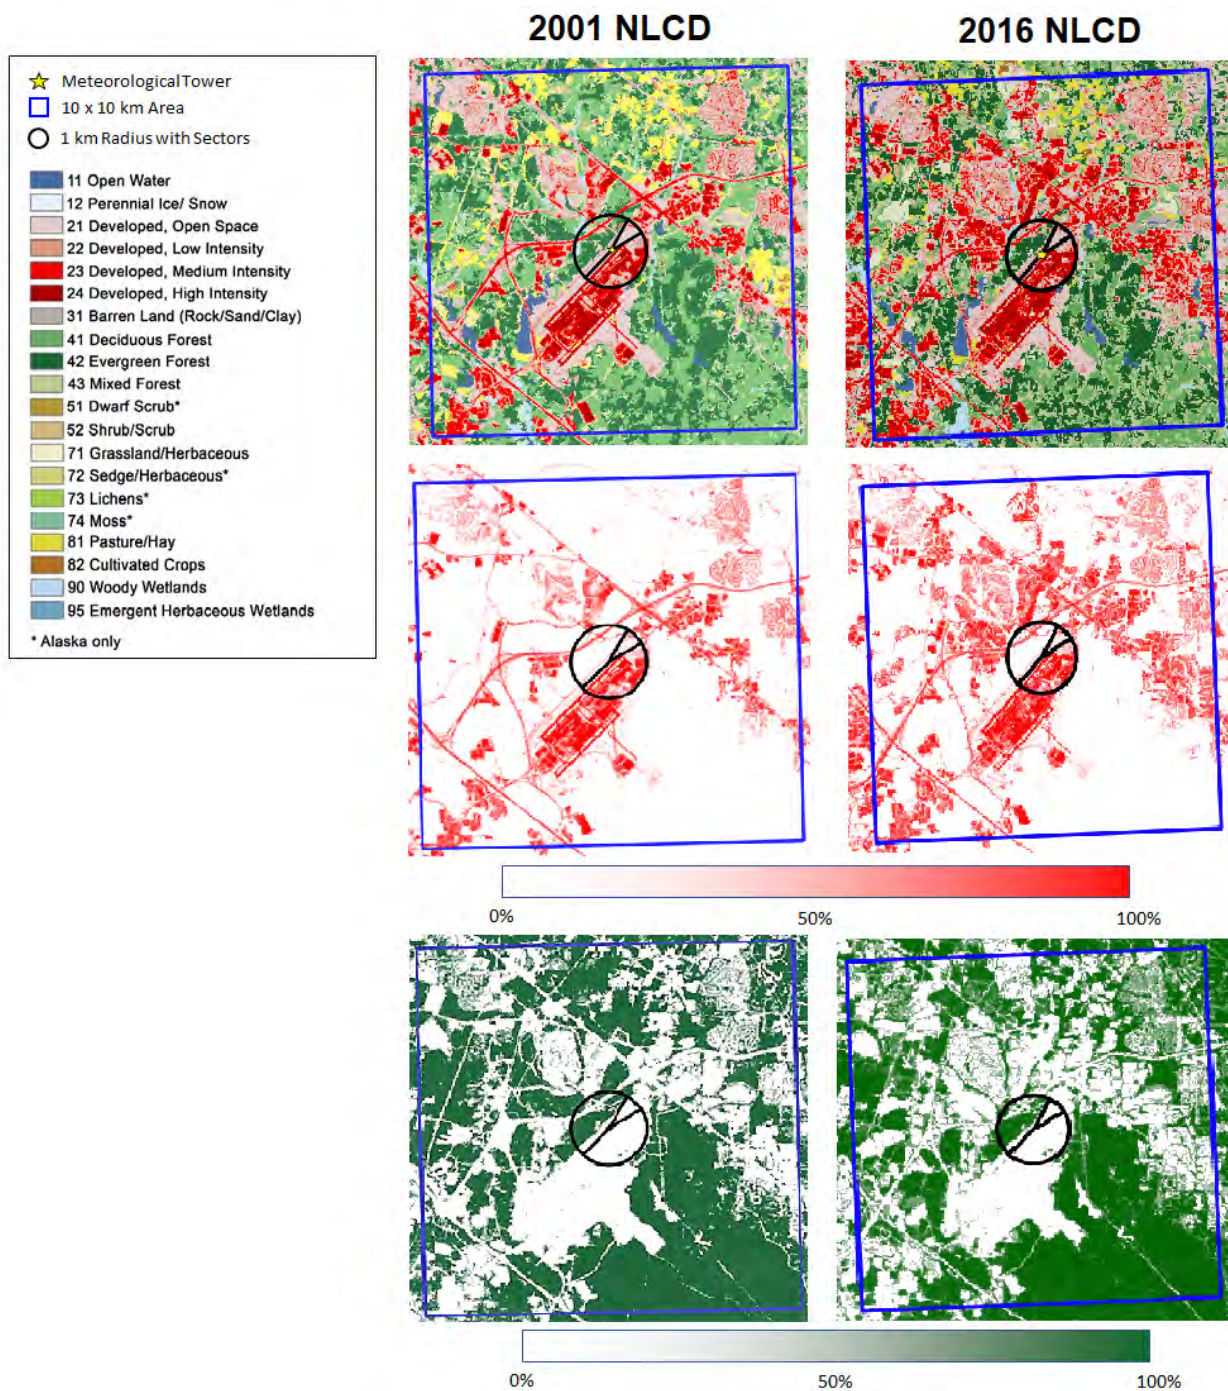 2001 NLCD
2016 NLCD
Meteorological Tower
10 x 10 km Area
1 km Radius with Sectors
11 Open Water
12 Perennial Ice/ Snow
21 Developed, Open Space
22 Developed, Low Intensity
23 Developed, Medium Intensity
24 Developed, High Intensity
31 Barren Land (Rock/Sand/Clay)
41 Deciduous Forest
42 Evergreen Forest
43 Mixed Forest
51 Dwarf Scrub*
52 Shrub/Scrub
71 Grassland/Herbaceous
72 Sedge/Herbaceous*
73 Lichens*
74 Moss*
81 Pasture/Hay
82 Cultivated Crops
90 Woody Wetlands
95 Emergent Herbaceous Wetlands
* Alaska only
0% 50% 100%
0% 50% 100%